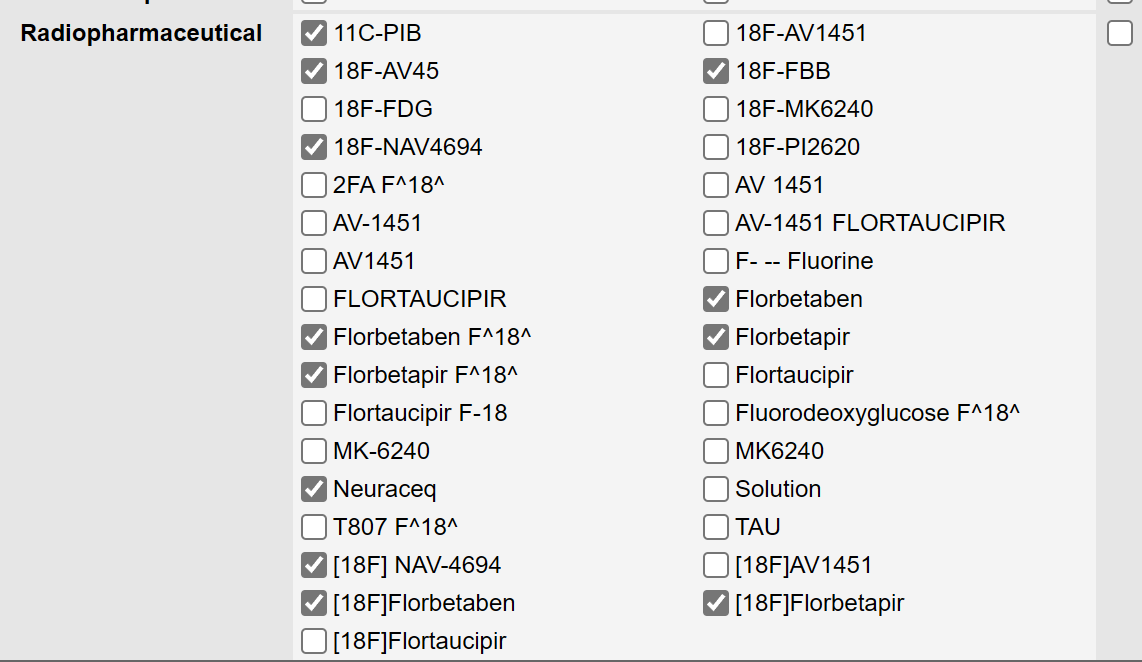 Radiopharmaceutical 11C-PIB 18F-AV1451
18F-AV45 18F-FBB
18F-FDG 18F-MK6240
18F-NAV4694 18F-PI2620
2FA F^18^ AV 1451
AV-1451 AV-1451 FLORTAUCIPIR
AV1451 F- -- Fluorine
FLORTAUCIPIR Florbetaben
Florbetaben F^18^ Florbetapir
Florbetapir F^18^ Flortaucipir
Flortaucipir F-18 Fluorodeoxyglucose F^18^
MK-6240 MK6240
Neuraceq Solution
T807 F^18^ TAU
[18F] NAV-4694 [18F]AV1451
[18F]Florbetaben [18F]Florbetapir
[18F]Flortaucipir